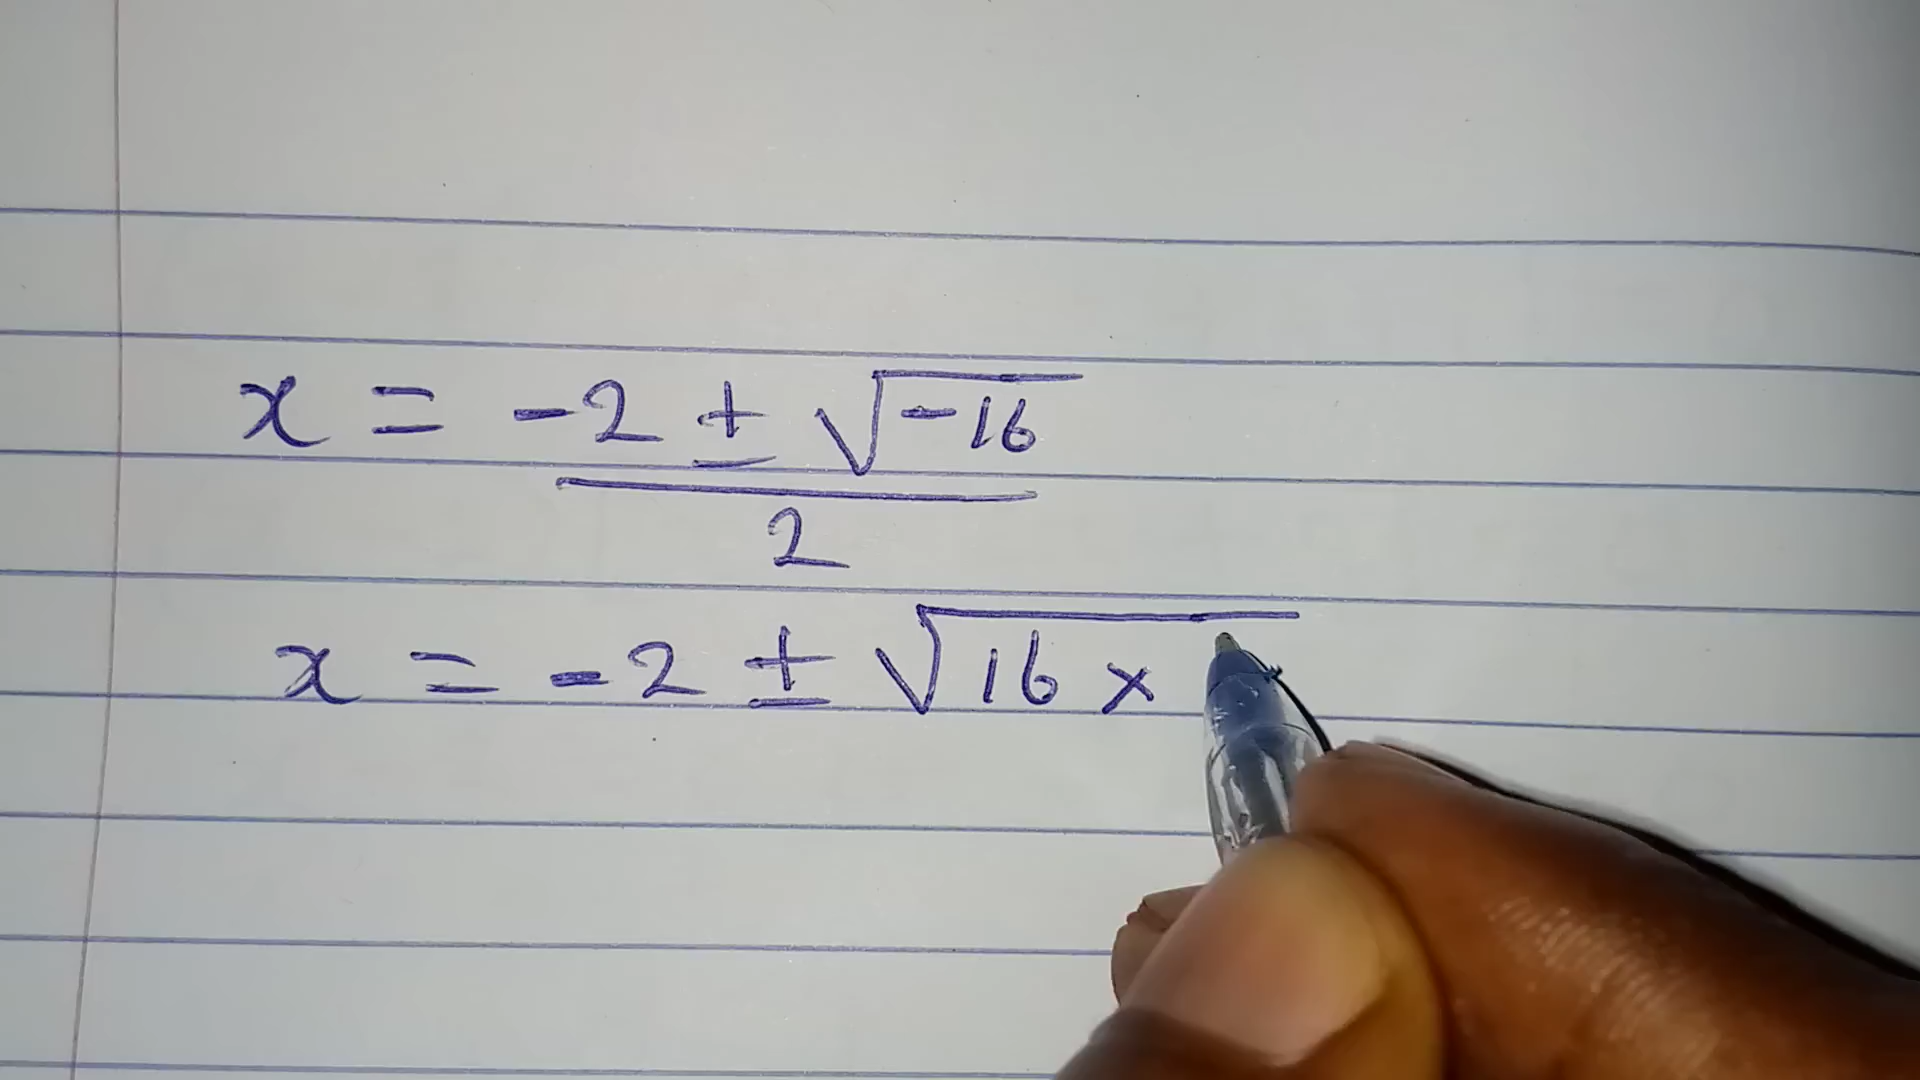 x = -2 ± √-16
2
x = -2 ± √16 ×